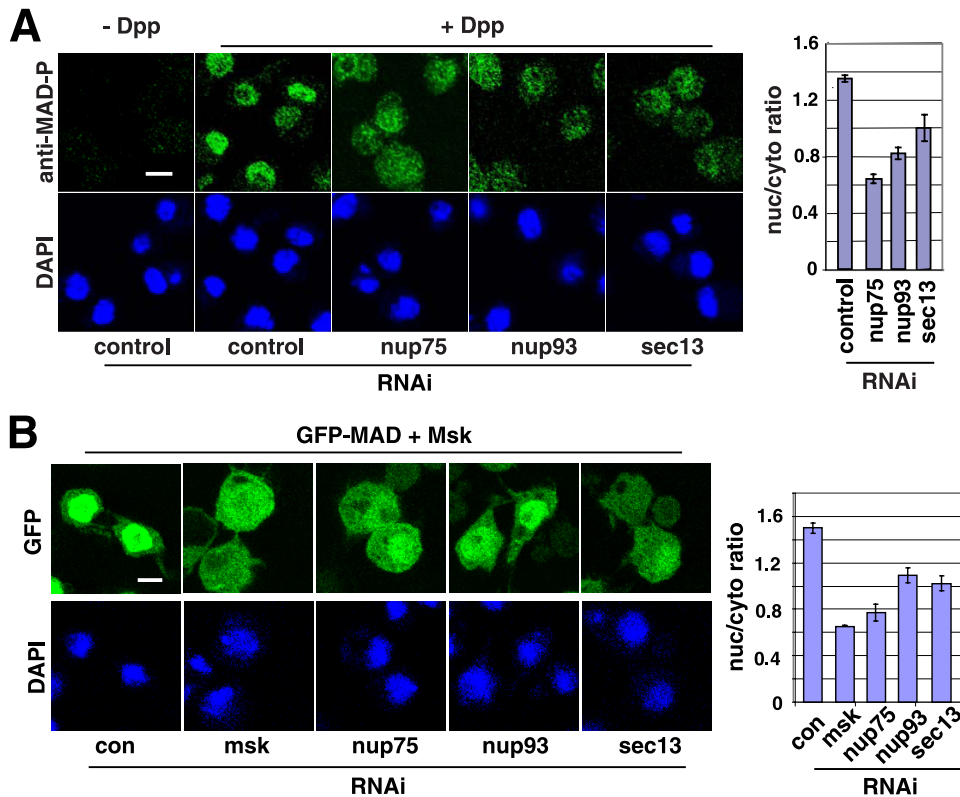 A
- Dpp
+ Dpp
anti-MAD-P
DAPI
control
control
nup75
nup93
sec13
RNAi
nuc/cyto ratio
1.6
1.2
0.8
0.4
0
control
nup75
nup93
sec13
RNAi
B
GFP-MAD + Msk
GFP
DAPI
con
msk
nup75
nup93
sec13
RNAi
nuc/cyto ratio
1.6
1.2
0.8
0.4
0
con
msk
nup75
nup93
sec13
RNAi